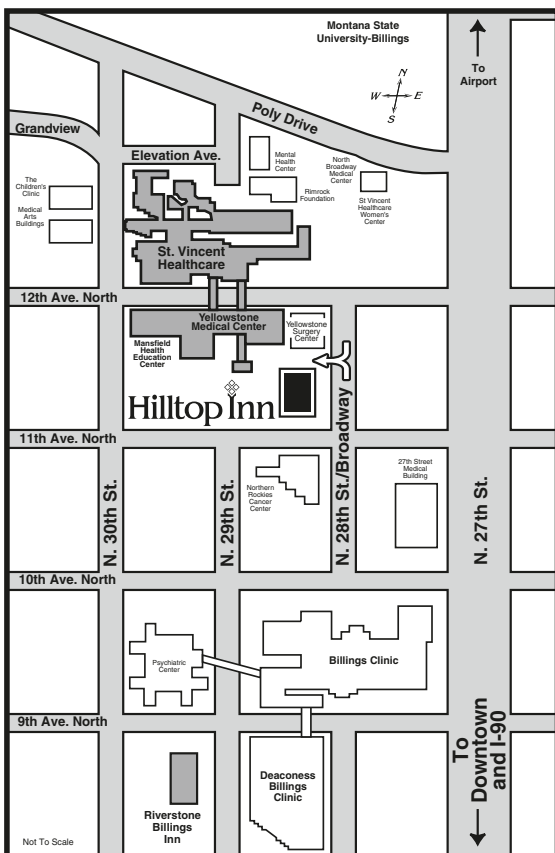 Montana State
University-Billings
To
Airport
N
W
E
S
Poly Drive
Grandview
Elevation Ave.
Mental
Health
Center
North
Broadway
Medical
Center
Rimrock
Foundation
St Vincent
Healthcare
Women's
Center
The
Children's
Clinic
Medical
Arts
Buildings
St. Vincent
Healthcare
12th Ave. North
Yellowstone
Medical Center
Yellowstone
Surgery
Center
Mansfield
Health
Education
Center
Hilltop Inn
11th Ave. North
N. 30th St.
N. 29th St.
N. 28th St./Broadway
N. 27th St.
Northern
Rockies
Cancer
Center
27th Street
Medical
Building
10th Ave. North
Psychiatric
Center
Billings Clinic
9th Ave. North
To
Downtown
and I-90
Deaconess
Billings
Clinic
Riverstone
Billings
Inn
Not To Scale